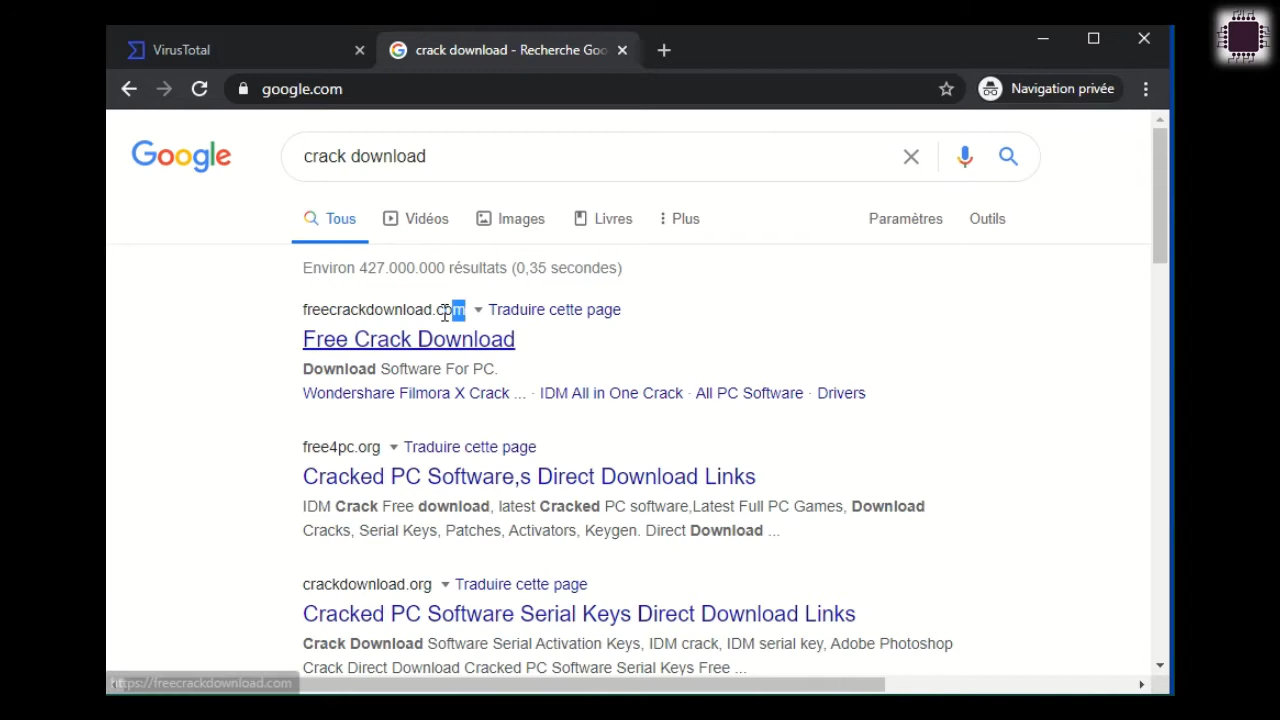 VirusTotal
crack download - Recherche Goo
google.com
Navigation privée
Google
crack download
Tous Vidéos Images Livres Plus Paramètres Outils
Environ 427.000.000 résultats (0,35 secondes)
freecrackdownload.com Traduire cette page
Free Crack Download
Download Software For PC.
Wondershare Filmora X Crack ... · IDM All in One Crack · All PC Software · Drivers
free4pc.org Traduire cette page
Cracked PC Software,s Direct Download Links
IDM Crack Free download, latest Cracked PC software,Latest Full PC Games, Download
Cracks, Serial Keys, Patches, Activators, Keygen. Direct Download ...
crackdownload.org Traduire cette page
Cracked PC Software Serial Keys Direct Download Links
Crack Download Software Serial Activation Keys, IDM crack, IDM serial key, Adobe Photoshop
Crack Direct Download Cracked PC Software Serial Keys Free ...
https://freecrackdownload.com